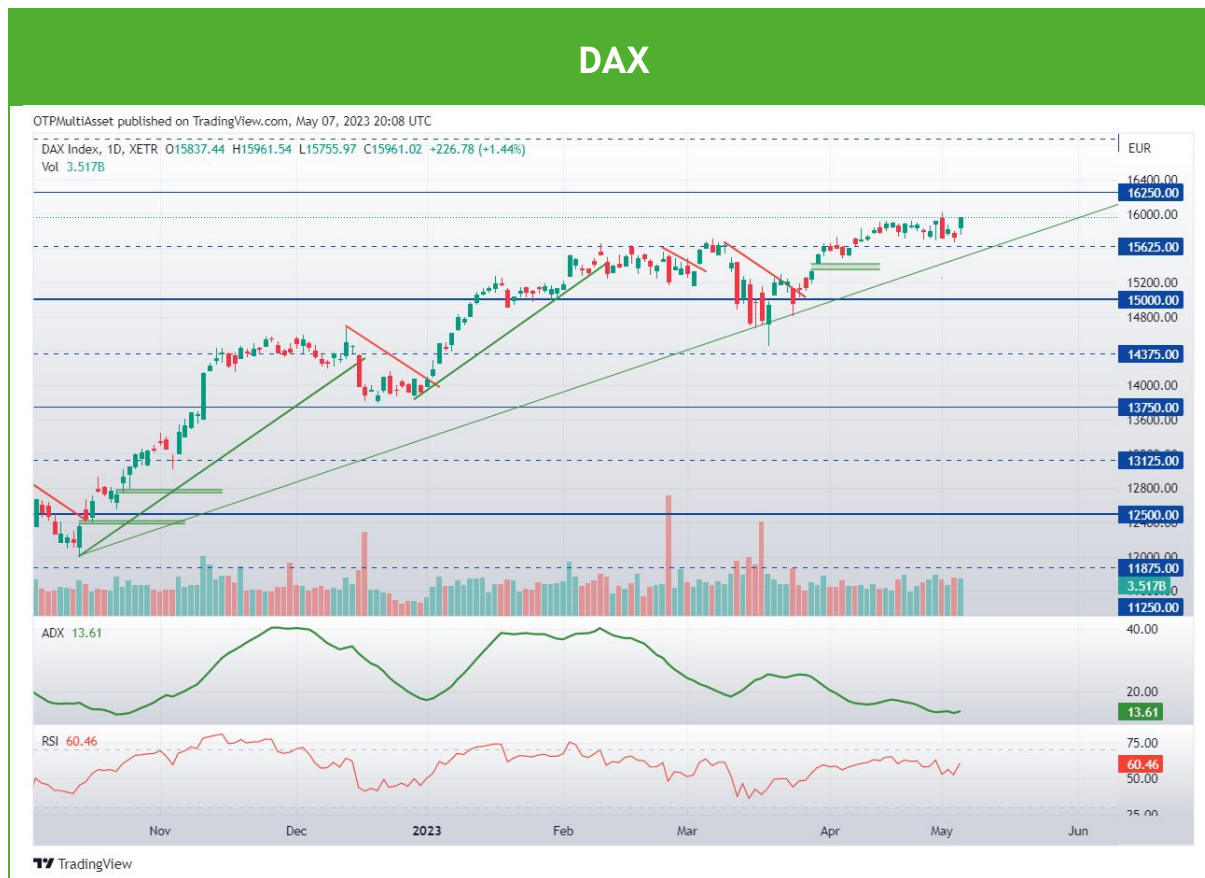 DAX
OTPMultiAsset published on TradingView.com, May 07, 2023 20:08 UTC
DAX Index, 1D, XETR O15837.44 H15961.54 L15755.97 C15961.02 +226.78 (+1.44%)
Vol 3.517B
EUR
16400.00
16250.00
16000.00
15625.00
15200.00
15000.00
14800.00
14375.00
14000.00
13750.00
13600.00
13125.00
12800.00
12500.00
12400.00
12000.00
11875.00
3.517B
11250.00
ADX 13.61
40.00
20.00
13.61
RSI 60.46
75.00
60.46
50.00
25.00
Nov Dec 2023 Feb Mar Apr May Jun
TradingView